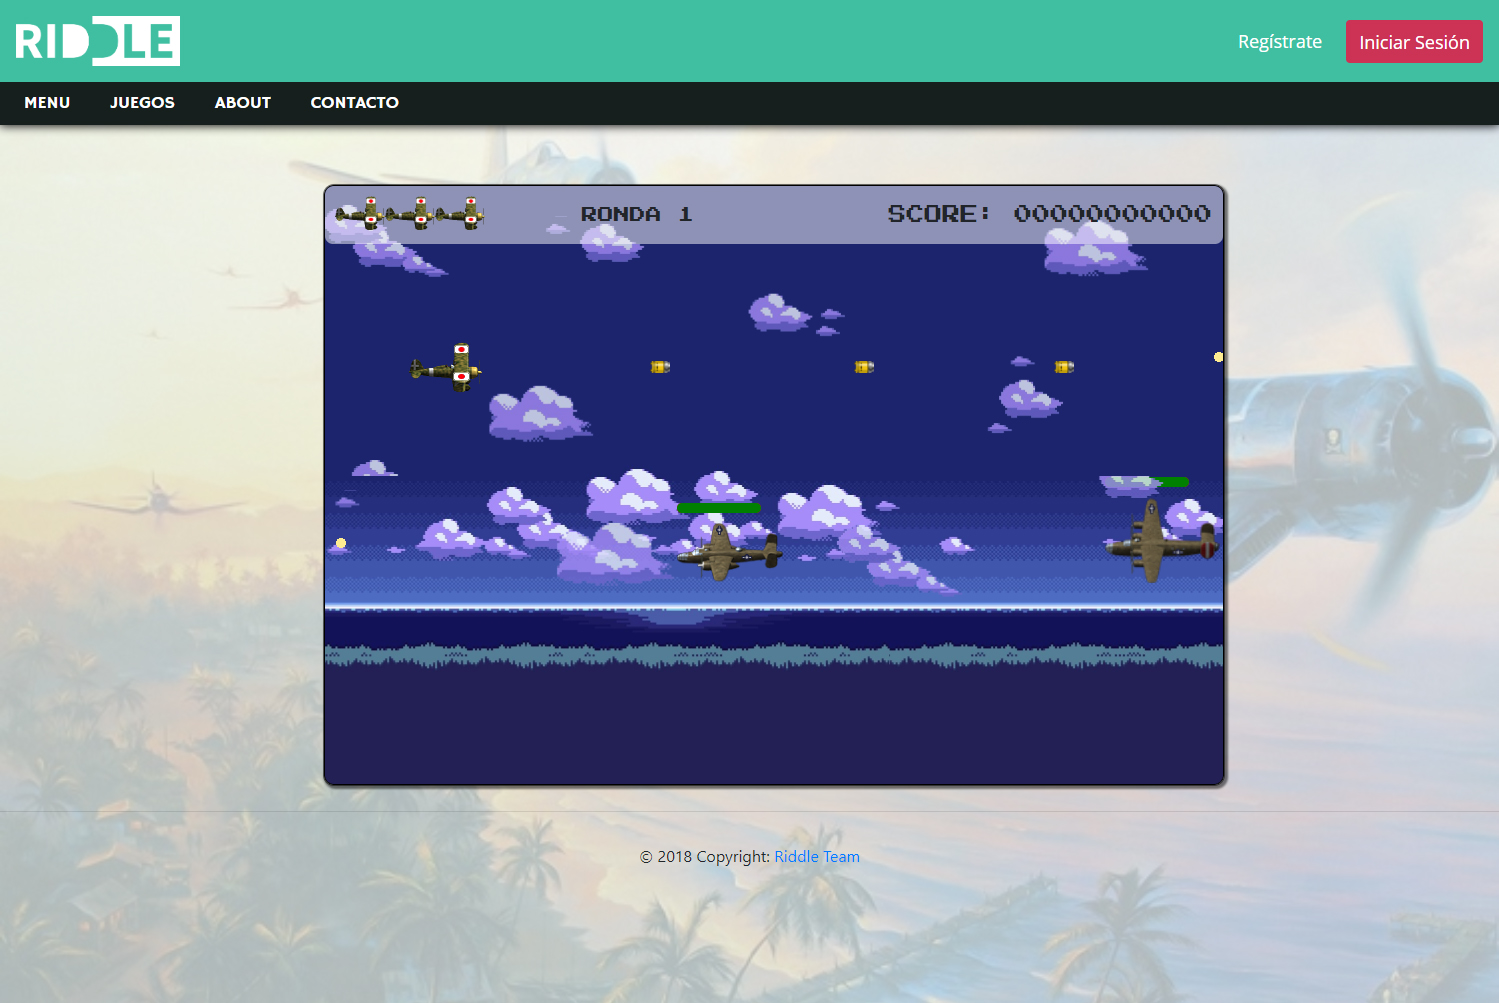 RIDDLE
Regístrate
Iniciar Sesión
MENU
JUEGOS
ABOUT
CONTACTO
RONDA 1
SCORE: 00000000000
© 2018 Copyright: Riddle Team